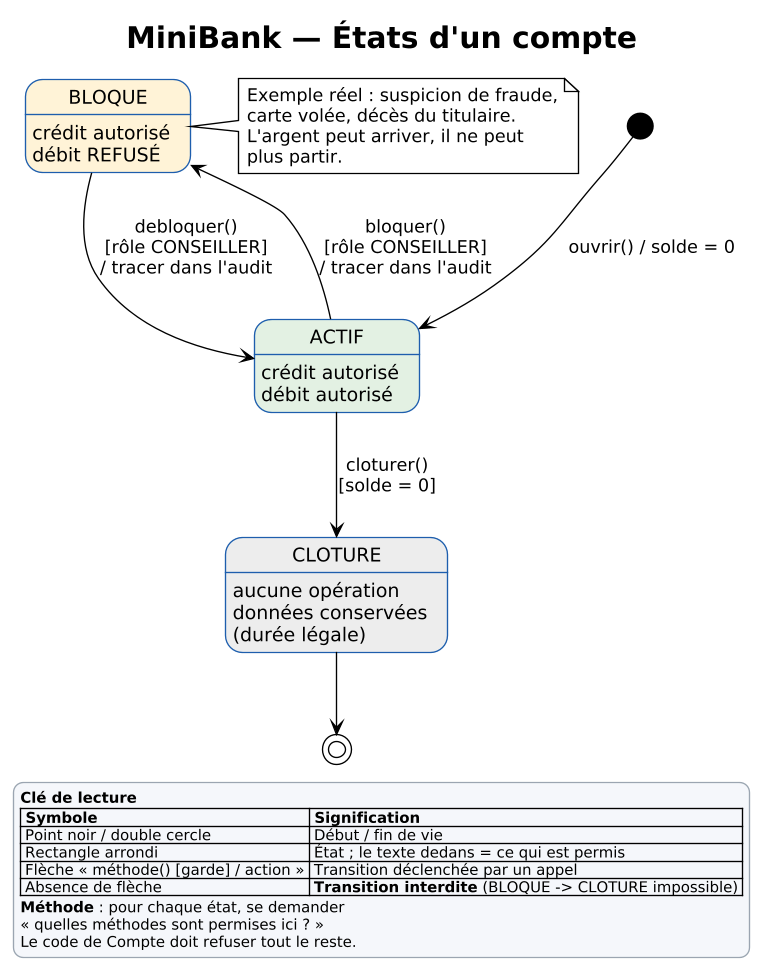 MiniBank — États d'un compte
BLOQUE
crédit autorisé
débit REFUSÉ
Exemple réel : suspicion de fraude,
carte volée, décès du titulaire.
L'argent peut arriver, il ne peut
plus partir.
debloquer()
[rôle CONSEILLER]
/ tracer dans l'audit
bloquer()
[rôle CONSEILLER]
/ tracer dans l'audit
ouvrir() / solde = 0
ACTIF
crédit autorisé
débit autorisé
cloturer()
[solde = 0]
CLOTURE
aucune opération
données conservées
(durée légale)
Clé de lecture
Symbole Signification
Point noir / double cercle Début / fin de vie
Rectangle arrondi État ; le texte dedans = ce qui est permis
Flèche « méthode() [garde] / action » Transition déclenchée par un appel
Absence de flèche Transition interdite (BLOQUE -> CLOTURE impossible)
Méthode : pour chaque état, se demander
« quelles méthodes sont permises ici ? »
Le code de Compte doit refuser tout le reste.